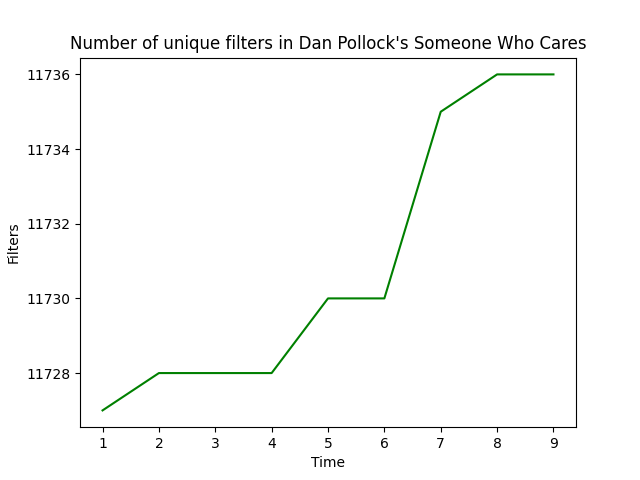 Number of unique filters in Dan Pollock's Someone Who Cares
11736
11734
11732
11730
11728
Filters
1 2 3 4 5 6 7 8 9
Time